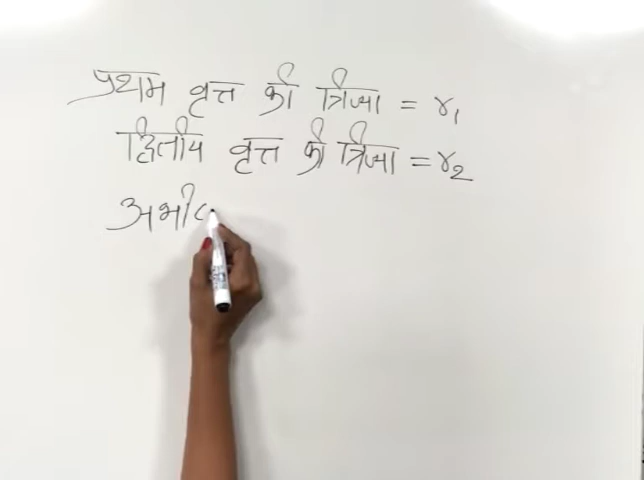 प्रथम वृत्त की त्रिज्या = r₁
द्वितीय वृत्त की त्रिज्या = r₂